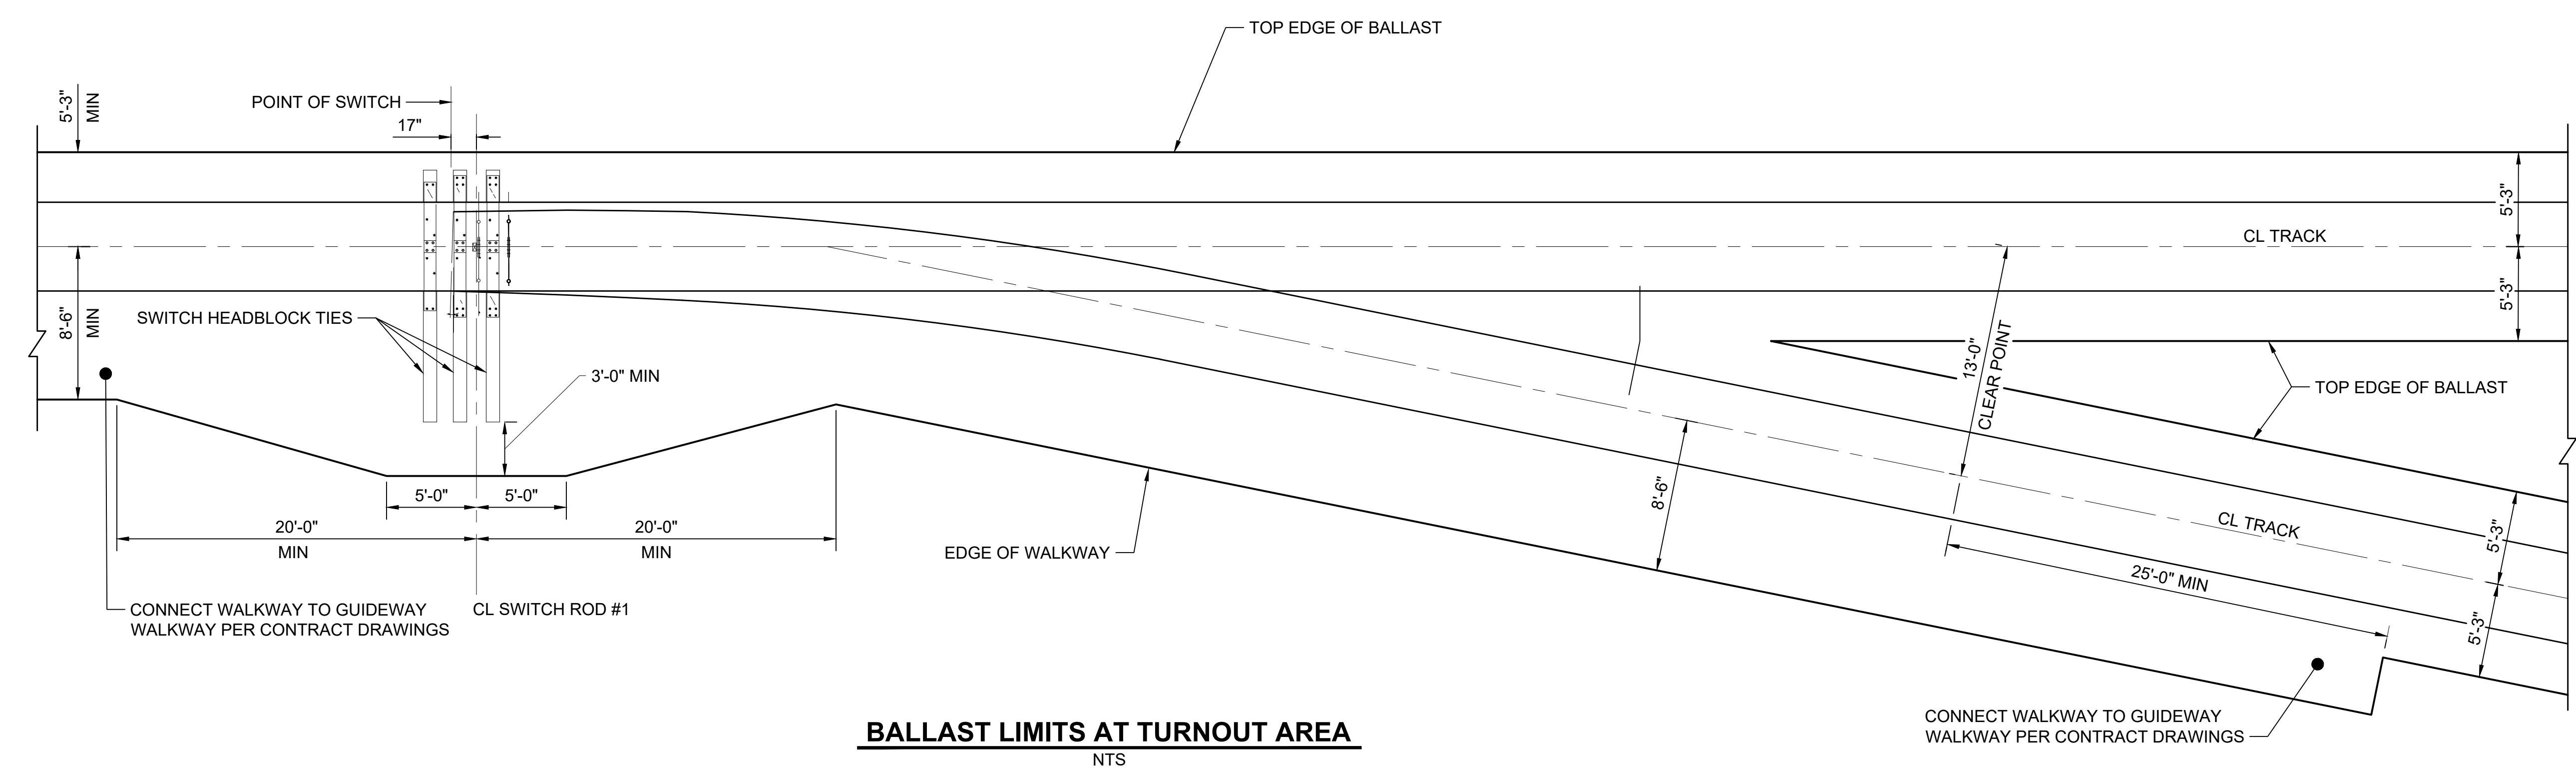 TOP EDGE OF BALLAST
5'-3"
MIN
POINT OF SWITCH
17"
5'-3"
CL TRACK
5'-3"
8'-6"
MIN
SWITCH HEADBLOCK TIES
3'-0" MIN
13'-0"
CLEAR POINT
TOP EDGE OF BALLAST
5'-0"
5'-0"
20'-0"
MIN
20'-0"
MIN
8'-6"
EDGE OF WALKWAY
CL TRACK
5'-3"
25'-0" MIN
5'-3"
CONNECT WALKWAY TO GUIDEWAY
WALKWAY PER CONTRACT DRAWINGS
CL SWITCH ROD #1
CONNECT WALKWAY TO GUIDEWAY
WALKWAY PER CONTRACT DRAWINGS
BALLAST LIMITS AT TURNOUT AREA
NTS